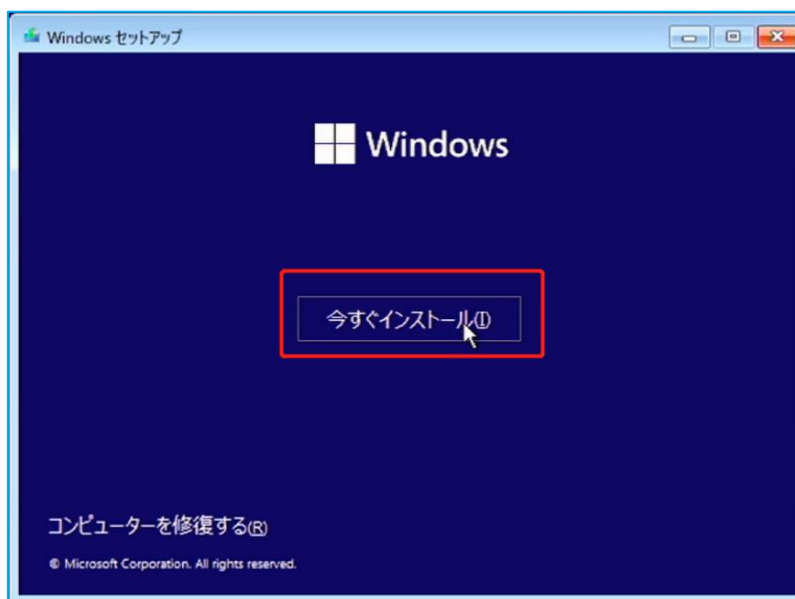 Windows セットアップ
Windows
今すぐインストール(I)
コンピューターを修復する(R)
© Microsoft Corporation. All rights reserved.